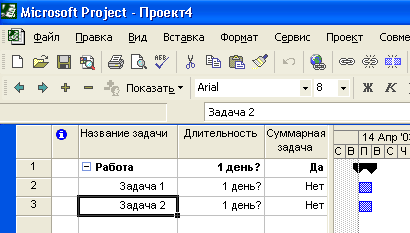 Microsoft Project - Проект4
Файл Правка Вид Вставка Формат Сервис Проект Совме
Показать Arial 8 Ж К
Задача 2
Название задачи Длительность Суммарная задача 14 Апр '03
С В П В С Ч
1 Работа 1 день? Да
2 Задача 1 1 день? Нет
3 Задача 2 1 день? Нет